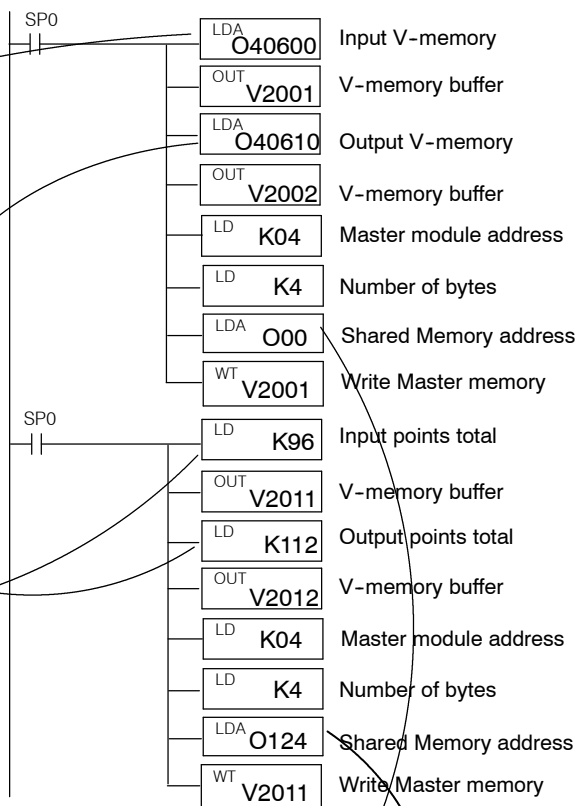 SP0
LDA O40600 Input V-memory
OUT V2001 V-memory buffer
LDA O40610 Output V-memory
OUT V2002 V-memory buffer
LD K04 Master module address
LD K4 Number of bytes
LDA O00 Shared Memory address
WT V2001 Write Master memory
SP0
LD K96 Input points total
OUT V2011 V-memory buffer
LD K112 Output points total
OUT V2012 V-memory buffer
LD K04 Master module address
LD K4 Number of bytes
LDA O124 Shared Memory address
WT V2011 Write Master memory